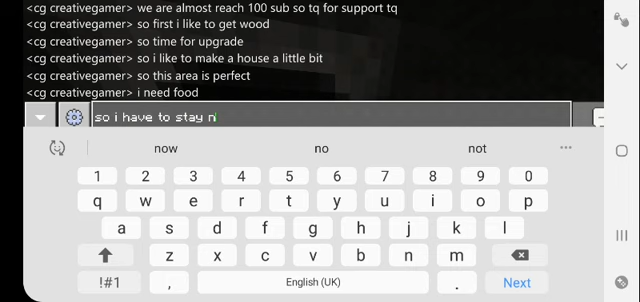 <cg creativegamer> we are almost reach 100 sub so tq for support tq
<cg creativegamer> so first i like to get wood
<cg creativegamer> so time for upgrade
<cg creativegamer> so i like to make a house a little bit
<cg creativegamer> so this area is perfect
<cg creativegamer> i need food
so i have to stay n
now no not ...
1 2 3 4 5 6 7 8 9 0
q w e r t y u i o p
a s d f g h j k l
z x c v b n m
!#1 , English (UK) . Next